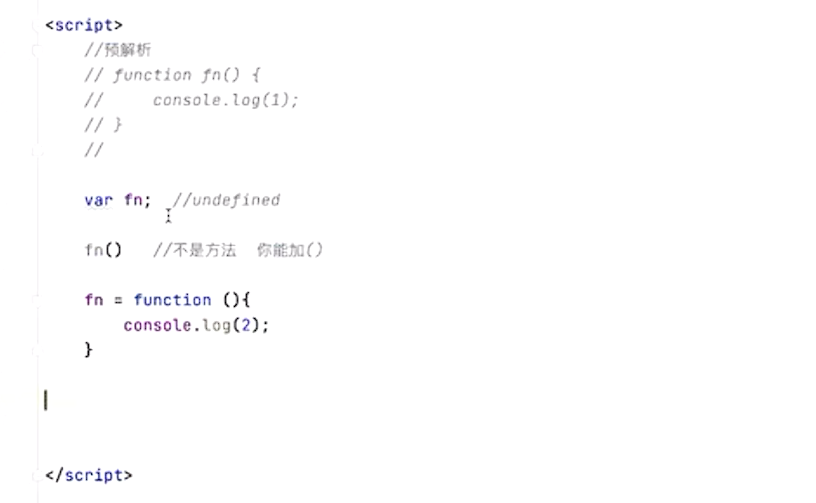 <script>
//预解析
// function fn() {
//     console.log(1);
// }
//
var fn;  //undefined
fn()   //不是方法  你能加()
fn = function (){
console.log(2);
}
</script>